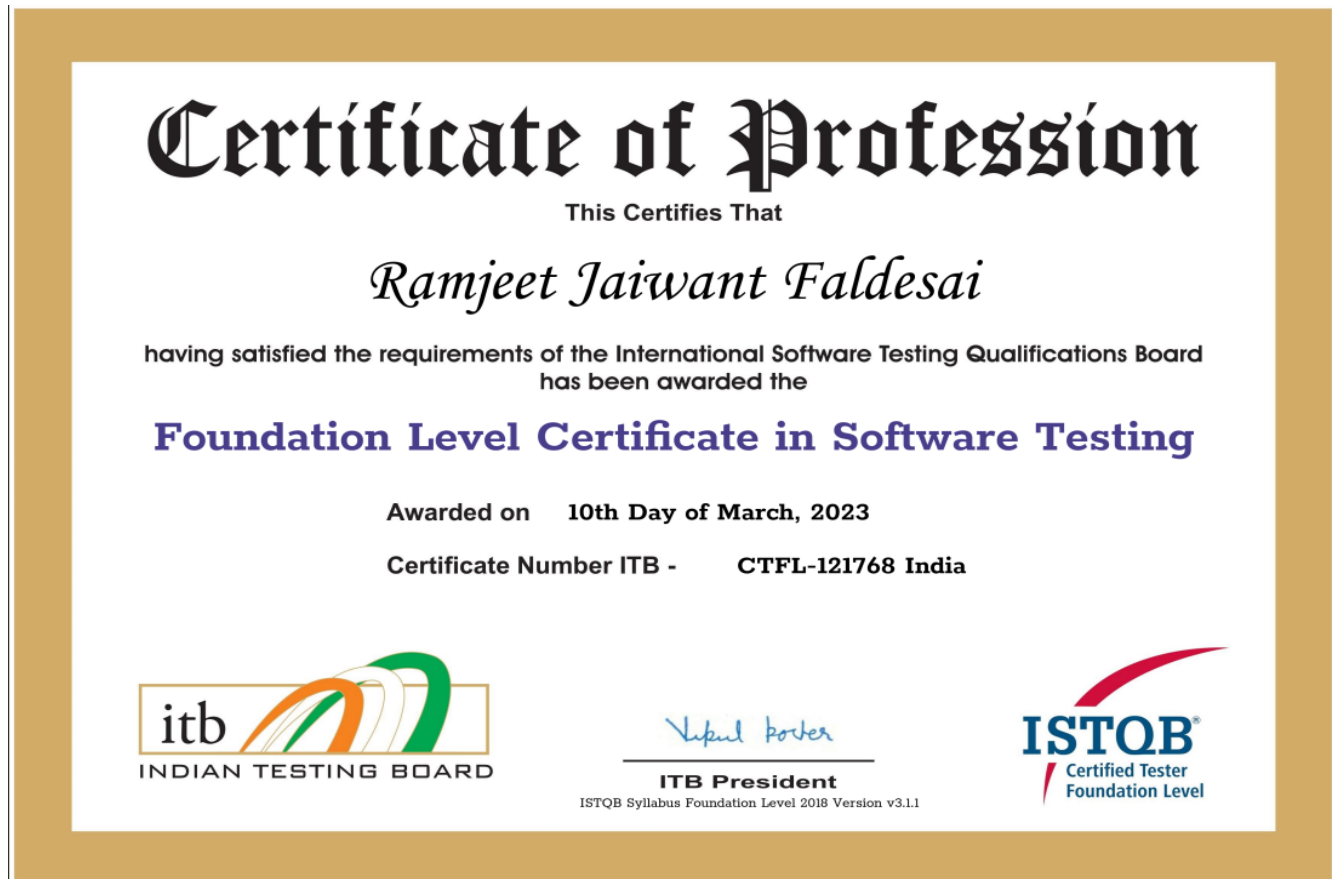 Certificate of Profession
This Certifies That
Ramjeet Jaiwant Faldesai
having satisfied the requirements of the International Software Testing Qualifications Board
has been awarded the
Foundation Level Certificate in Software Testing
Awarded on 10th Day of March, 2023
Certificate Number ITB - CTFL-121768 India
itb
INDIAN TESTING BOARD
ITB President
ISTQB Syllabus Foundation Level 2018 Version v3.1.1
ISTQB®
Certified Tester
Foundation Level